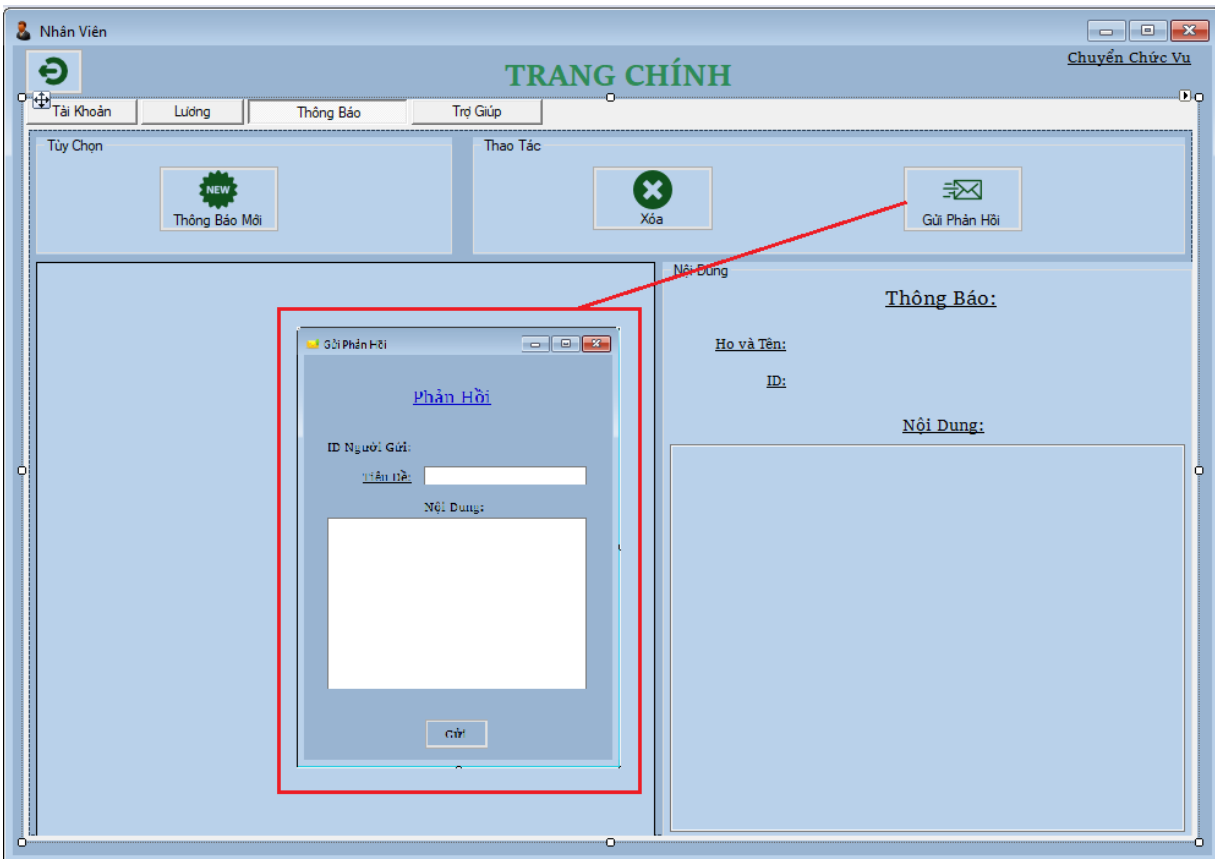 Nhân Viên
Chuyển Chức Vụ
TRANG CHÍNH
Tài Khoản
Lương
Thông Báo
Trợ Giúp
Tùy Chọn
NEW
Thông Báo Mới
Thao Tác
Xóa
Gửi Phản Hồi
Nội Dung
Thông Báo:
Họ và Tên:
ID:
Nội Dung:
Gửi Phản Hồi
Phản Hồi
ID Người Gửi:
Tiêu Đề:
Nội Dung:
Gửi